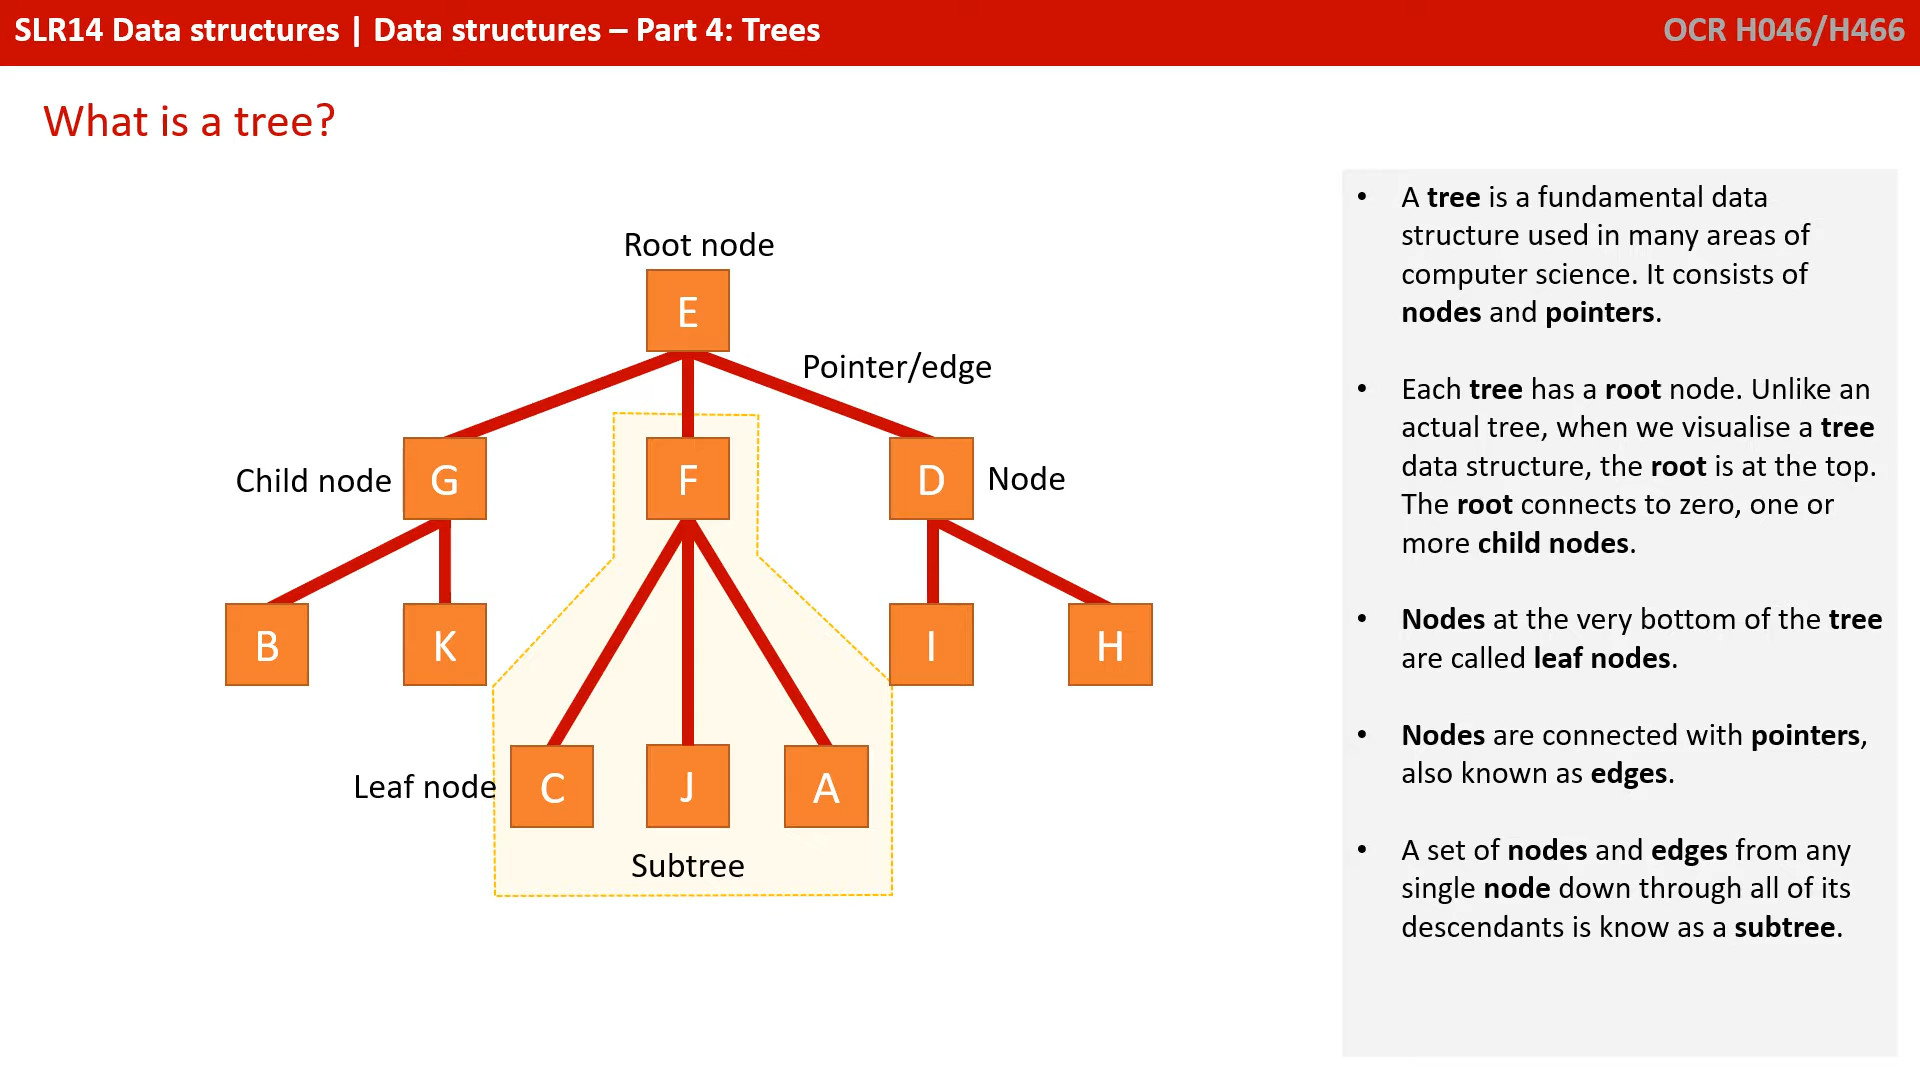 SLR14 Data structures | Data structures – Part 4: Trees
OCR H046/H466
What is a tree?
Root node
E
Pointer/edge
Child node
G
F
D
Node
B
K
I
H
Leaf node
C
J
A
Subtree
• A tree is a fundamental data
structure used in many areas of
computer science. It consists of
nodes and pointers.
• Each tree has a root node. Unlike an
actual tree, when we visualise a tree
data structure, the root is at the top.
The root connects to zero, one or
more child nodes.
• Nodes at the very bottom of the tree
are called leaf nodes.
• Nodes are connected with pointers,
also known as edges.
• A set of nodes and edges from any
single node down through all of its
descendants is know as a subtree.